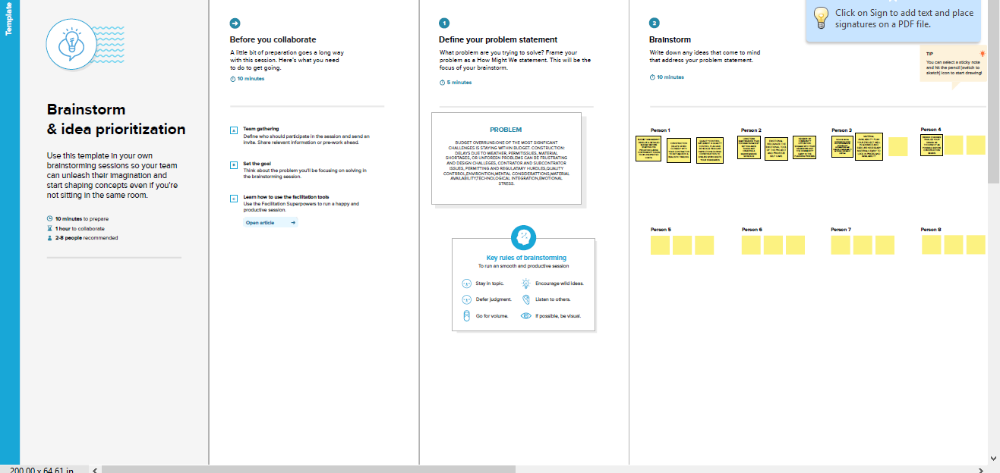 Template
Brainstorm
& idea prioritization
Use this template in your own
brainstorming sessions so your team
can unleash their imagination and
start shaping concepts even if you're
not sitting in the same room.
10 minutes to prepare
1 hour to collaborate
2-8 people recommended
Before you collaborate
A little bit of preparation goes a long way
with this session. Here's what you need
to do to get going.
10 minutes
A
Team gathering
Define who should participate in the session and send an
invite. Share relevant information or pre-work ahead.
B
Set the goal
Think about the problem you'll be focusing on solving in
the brainstorming session.
C
Learn how to use the facilitation tools
Use the Facilitation Superpowers to run a happy and
productive session.
Open article
1
Define your problem statement
What problem are you trying to solve? Frame your
problem as a How Might We statement. This will be the
focus of your brainstorm.
5 minutes
PROBLEM
BUDGET OVERRUNS:ONE OF THE MOST SIGNFICANT
CHALLENGES IS STAYING WITHIN BUDGET. CONSTRUCTION:
DELAYS DUE TO WEATHER, PERMITISSUES, MATERIAL
SHORTAGES, OR UNFORESN PROBLEMS CAN BE FRUSTRATING
AND DESIGN CHALLEGES, CONTRATOR AND SUBCONTRATOR
ISSUES, PERMITTING AND REGULATARY HURDLES,QUALITY
CONTRROL,ENVIRONTION,MENTAL CONSIDERATTIONS,MATERIAL
AVAILABILITY,TECHNOLOGICAL INTEGRATION,EMOTIONAL
STRESS.
Key rules of brainstorming
To run an smooth and productive session
Stay in topic.
Encourage wild ideas.
Defer judgment.
Listen to others.
Go for volume.
If possible, be visual.
2
Brainstorm
Write down any ideas that come to mind
that address your problem statement.
10 minutes
Click on Sign to add text and place
signatures on a PDF file.
TIP
You can select a sticky note
and hit the pencil [switch to
sketch] icon to start drawing!
Person 1
Person 2
Person 3
Person 4
Person 5
Person 6
Person 7
Person 8
200.00 x 64.61 in